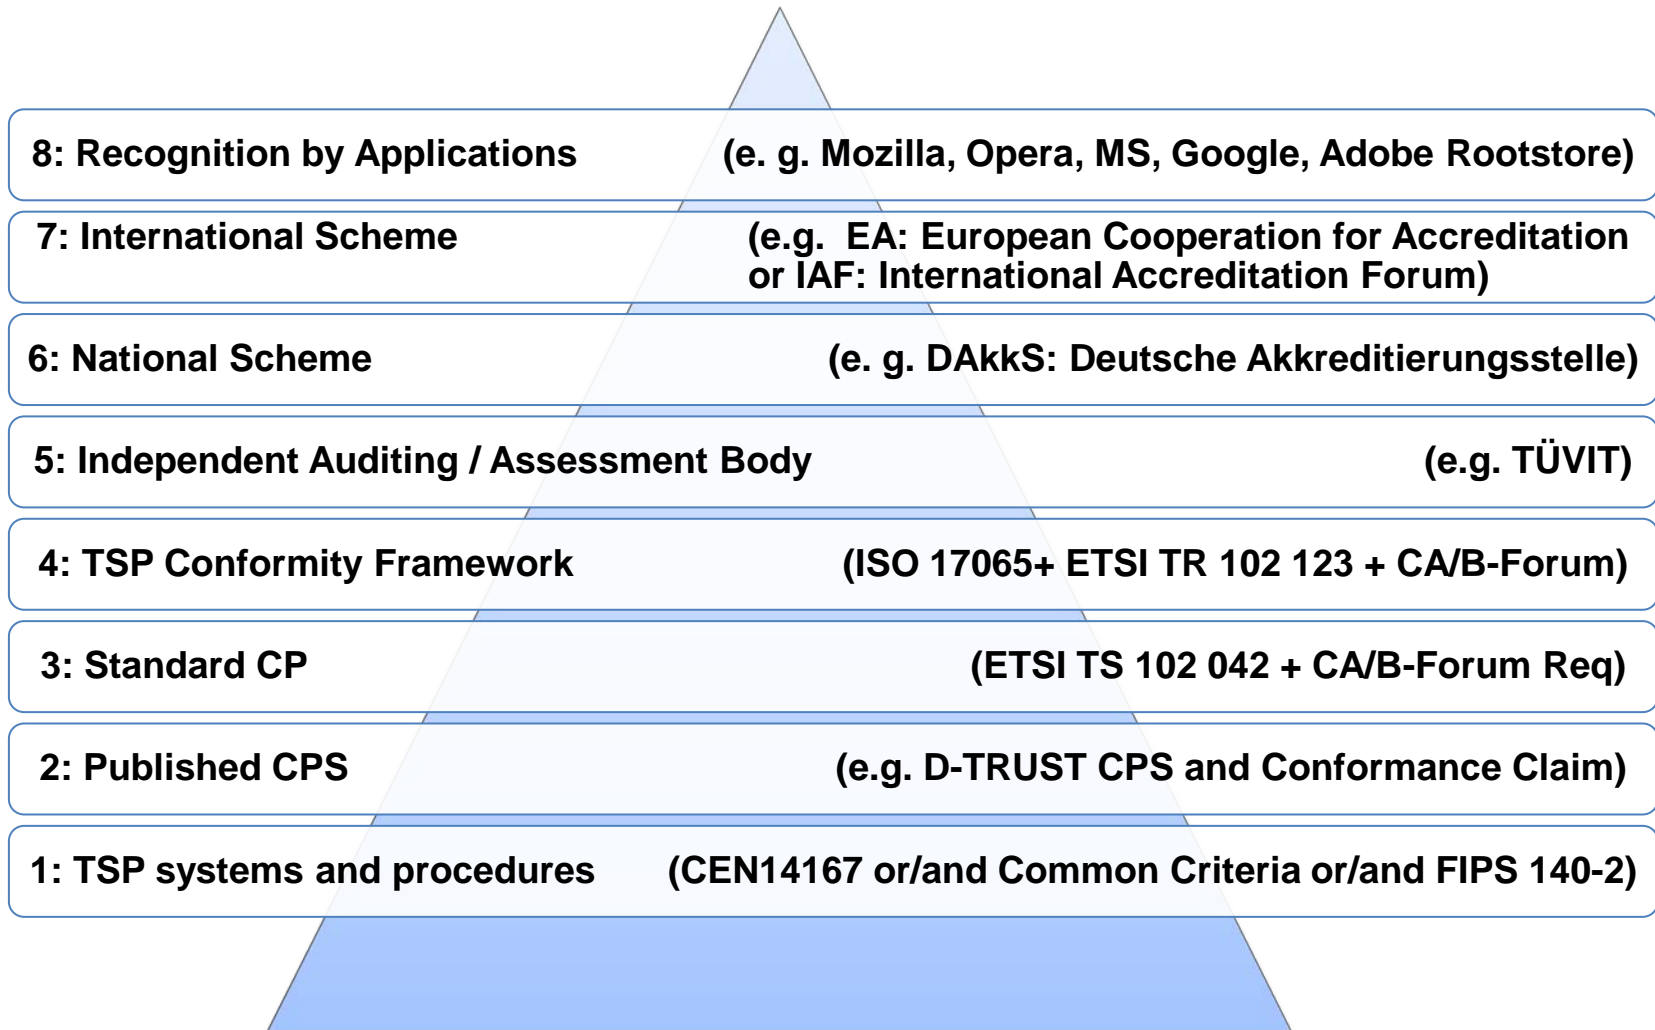 8: Recognition by Applications (e. g. Mozilla, Opera, MS, Google, Adobe Rootstore)
7: International Scheme (e.g. EA: European Cooperation for Accreditation
or IAF: International Accreditation Forum)
6: National Scheme (e. g. DAkkS: Deutsche Akkreditierungsstelle)
5: Independent Auditing / Assessment Body (e.g. TÜVIT)
4: TSP Conformity Framework (ISO 17065+ ETSI TR 102 123 + CA/B-Forum)
3: Standard CP (ETSI TS 102 042 + CA/B-Forum Req)
2: Published CPS (e.g. D-TRUST CPS and Conformance Claim)
1: TSP systems and procedures (CEN14167 or/and Common Criteria or/and FIPS 140-2)